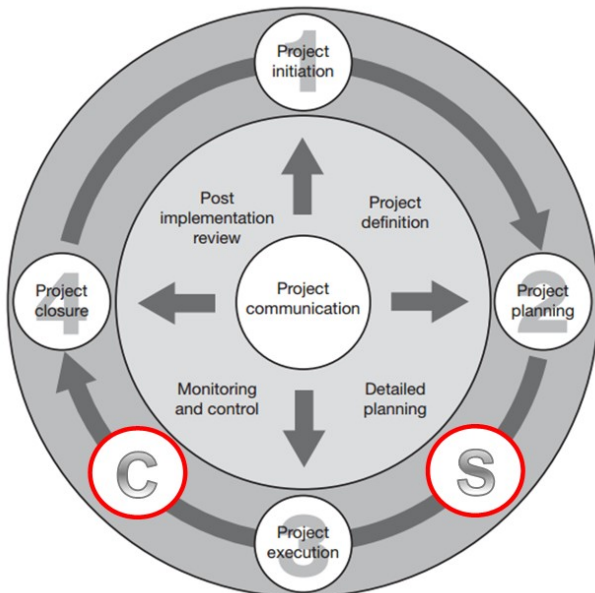 1
Project
initiation
Post
implementation
review
Project
definition
4
Project
closure
Project
communication
2
Project
planning
Monitoring
and control
Detailed
planning
C
S
3
Project
execution